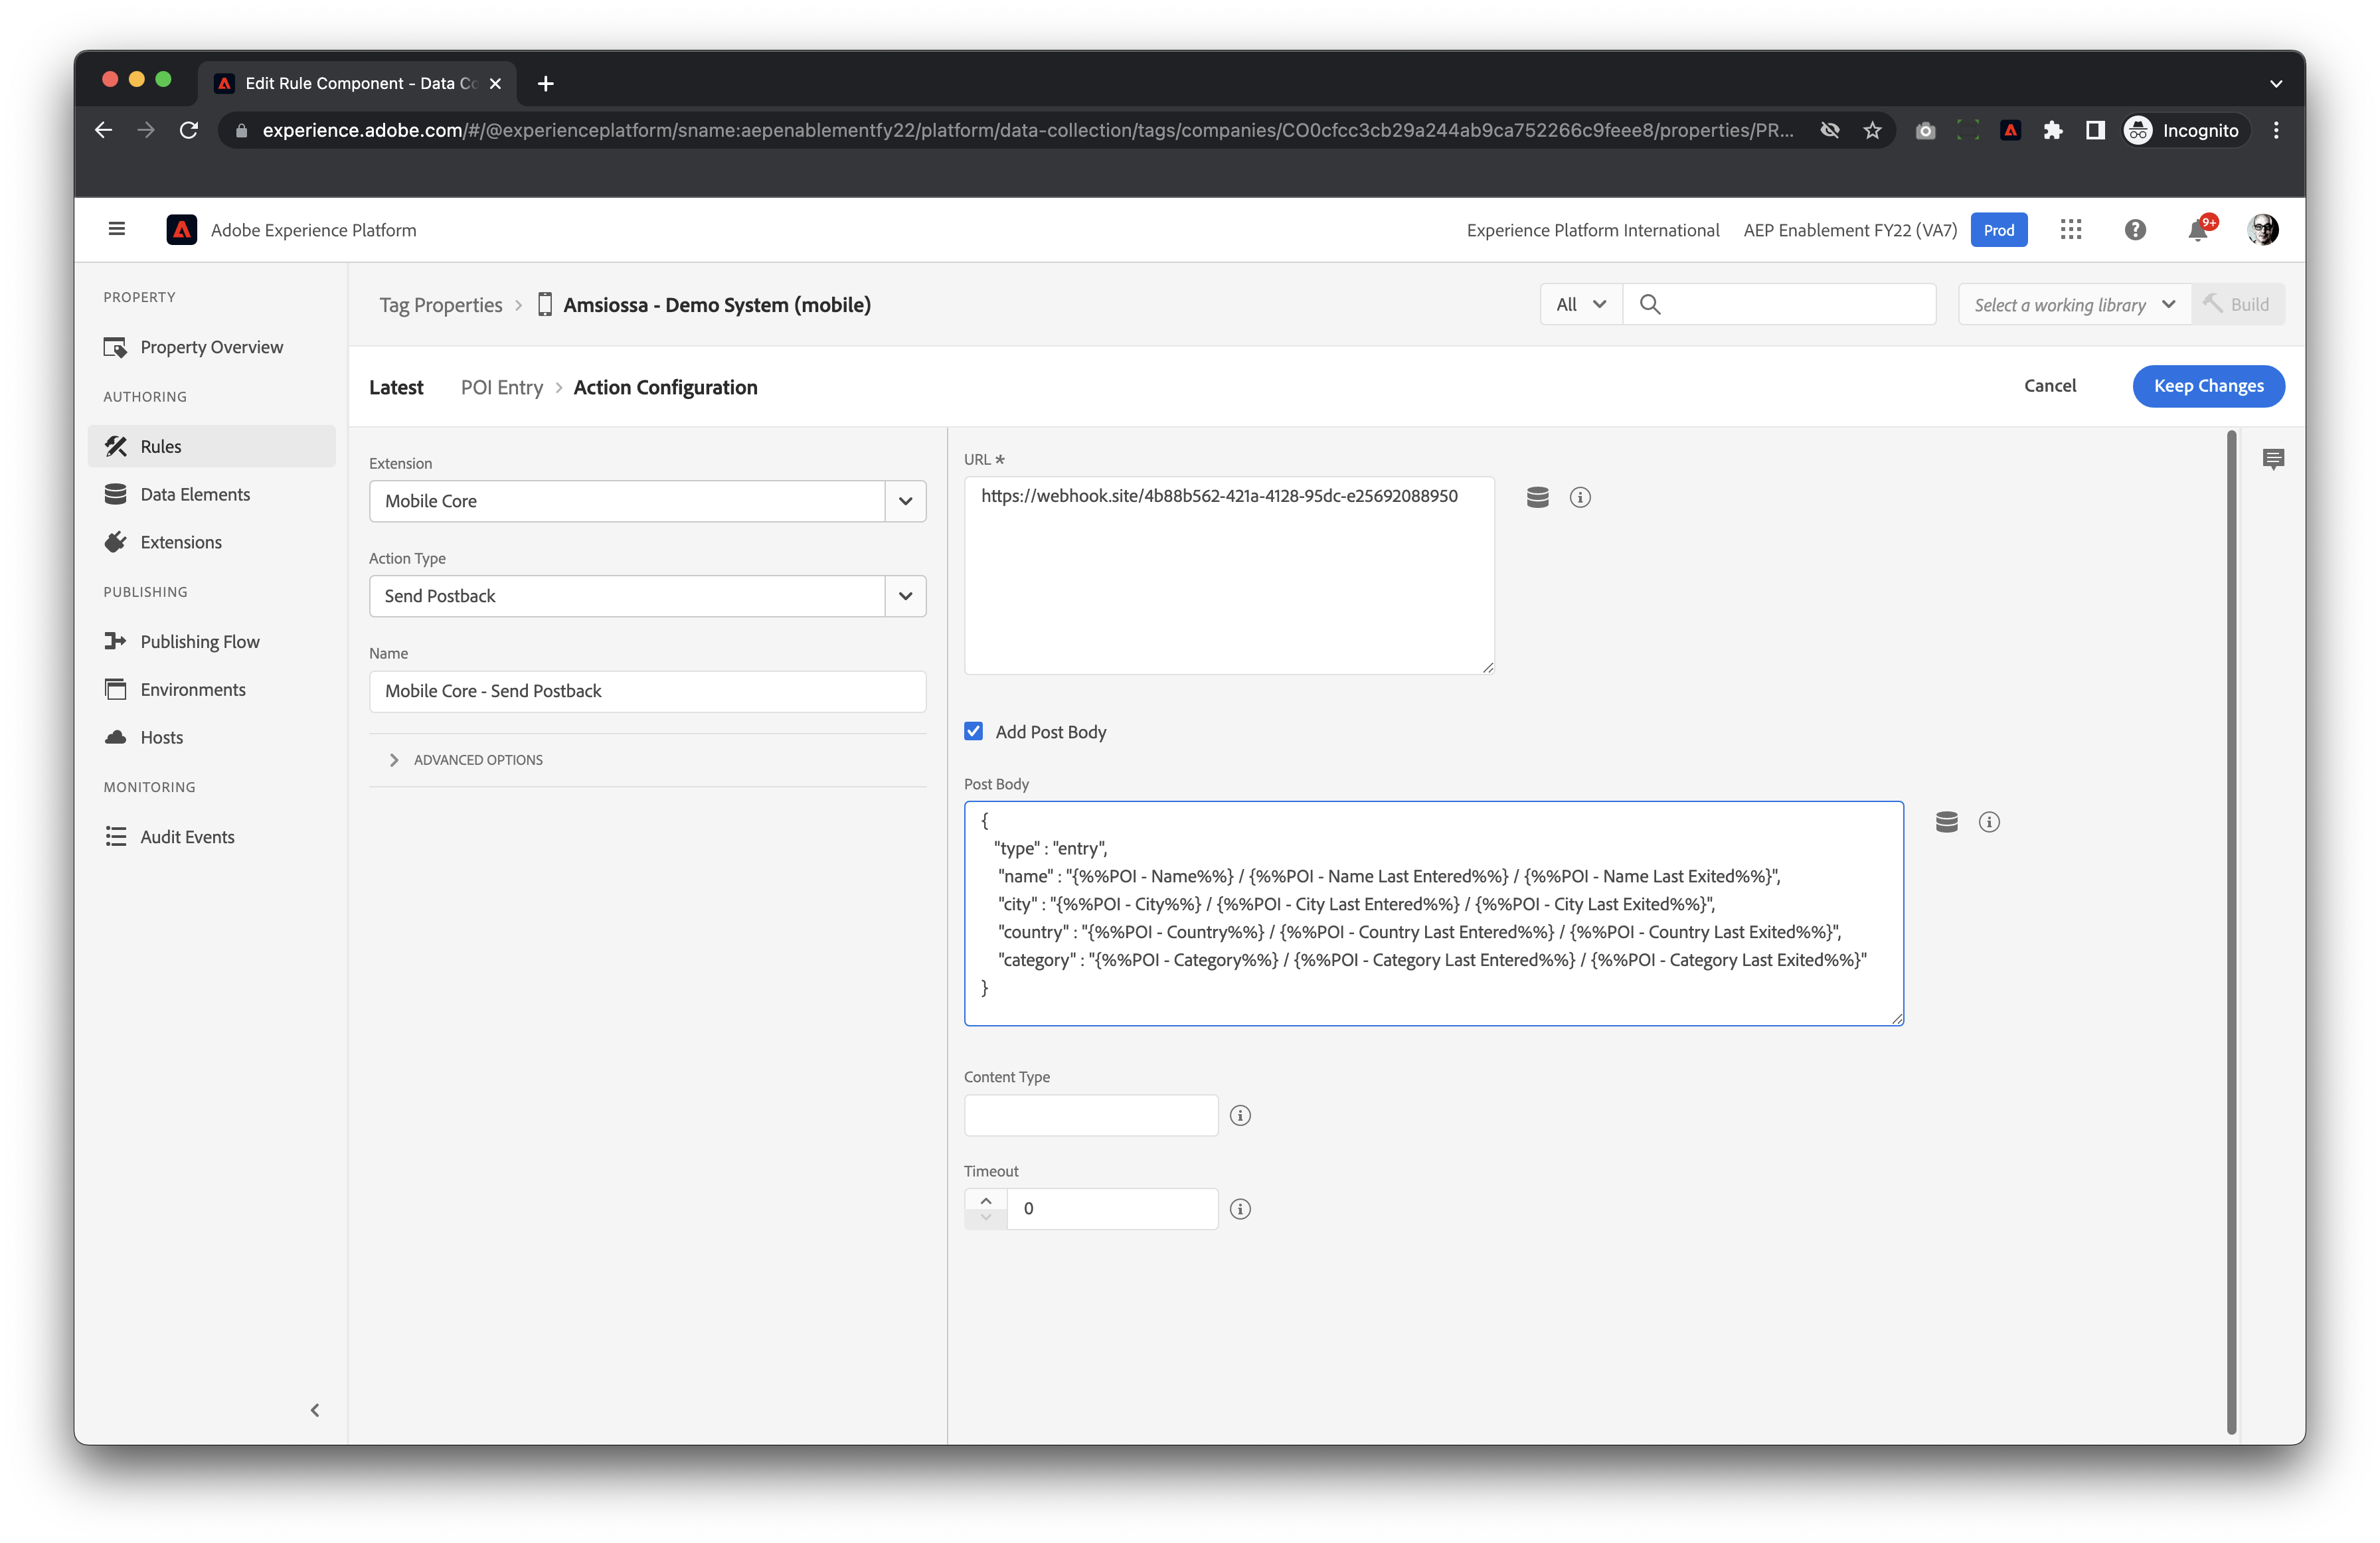 Edit Rule Component - Data Co
experience.adobe.com/#/@experienceplatform/sname:aepenablementfy22/platform/data-collection/tags/companies/CO0cfcc3cb29a244ab9ca752266c9feee8/properties/PR...
Incognito
Adobe Experience Platform
Experience Platform International
AEP Enablement FY22 (VA7)
Prod
9+
PROPERTY
Property Overview
AUTHORING
Rules
Data Elements
Extensions
PUBLISHING
Publishing Flow
Environments
Hosts
MONITORING
Audit Events
Tag Properties
Amsiossa - Demo System (mobile)
All
Select a working library
Build
Latest
POI Entry
Action Configuration
Cancel
Keep Changes
Extension
Mobile Core
Action Type
Send Postback
Name
Mobile Core - Send Postback
ADVANCED OPTIONS
URL *
https://webhook.site/4b88b562-421a-4128-95dc-e25692088950
Add Post Body
Post Body
{
"type" : "entry",
"name" : "{%%POI - Name%%} / {%%POI - Name Last Entered%%} / {%%POI - Name Last Exited%%}",
"city" : "{%%POI - City%%} / {%%POI - City Last Entered%%} / {%%POI - City Last Exited%%}",
"country" : "{%%POI - Country%%} / {%%POI - Country Last Entered%%} / {%%POI - Country Last Exited%%}",
"category" : "{%%POI - Category%%} / {%%POI - Category Last Entered%%} / {%%POI - Category Last Exited%%}"
}
Content Type
Timeout
0